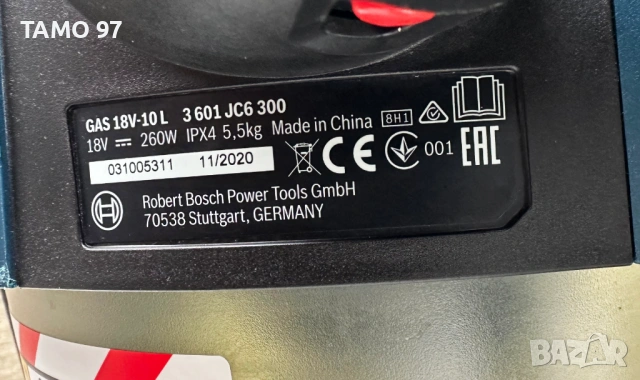 TAMO 97
GAS 18V-10 L 3 601 JC6 300
18V 260W IPX4 5,5kg Made in China 8H1
031005311 11/2020
CE 001 EAC
Robert Bosch Power Tools GmbH
70538 Stuttgart, GERMANY
BAZAR